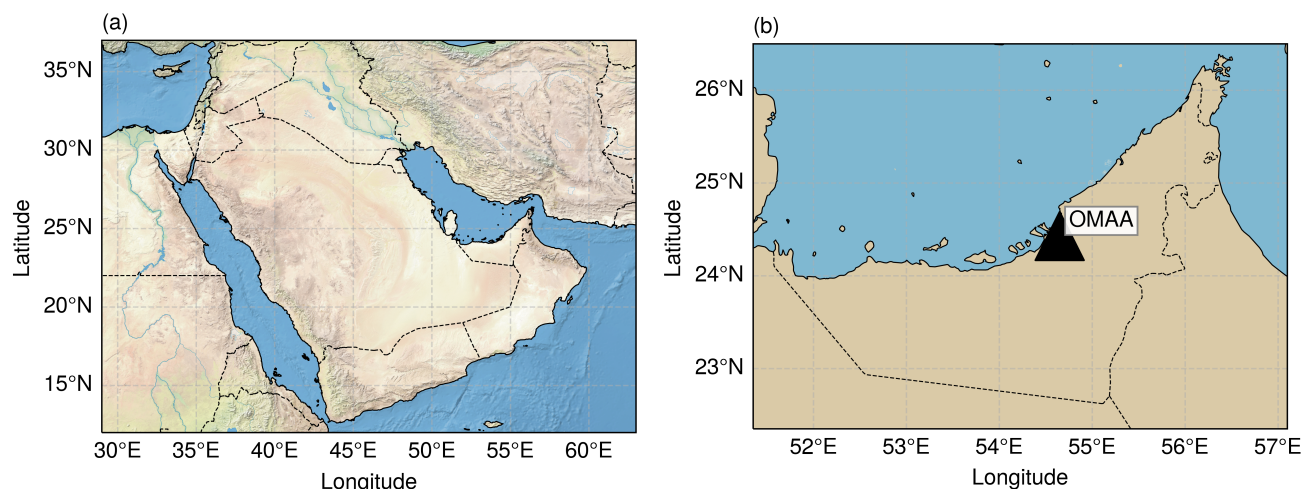 (a)
35°N
30°N
25°N
20°N
15°N
Latitude
30°E 35°E 40°E 45°E 50°E 55°E 60°E
Longitude
(b)
26°N
25°N
24°N
23°N
Latitude
OMAA
52°E 53°E 54°E 55°E 56°E 57°E
Longitude